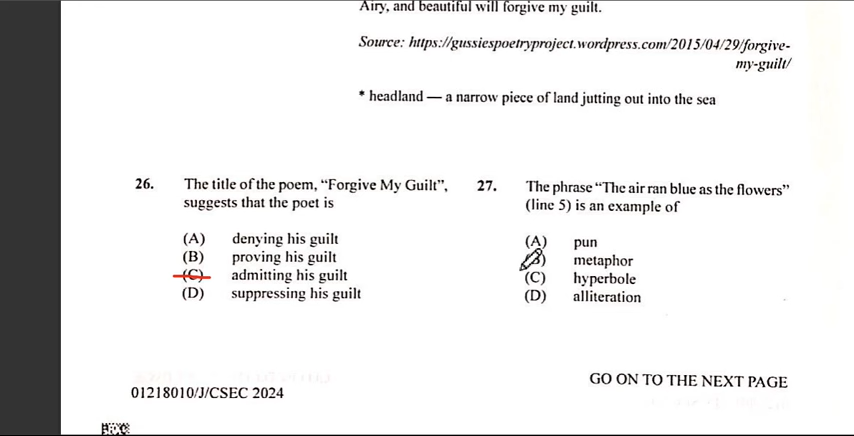 Airy, and beautiful will forgive my guilt.
Source: https://gussiespoetryproject.wordpress.com/2015/04/29/forgive-
my-guilt/
* headland — a narrow piece of land jutting out into the sea
26. The title of the poem, “Forgive My Guilt”,
suggests that the poet is
(A) denying his guilt
(B) proving his guilt
(C) admitting his guilt
(D) suppressing his guilt
27. The phrase “The air ran blue as the flowers”
(line 5) is an example of
(A) pun
(B) metaphor
(C) hyperbole
(D) alliteration
GO ON TO THE NEXT PAGE
01218010/J/CSEC 2024